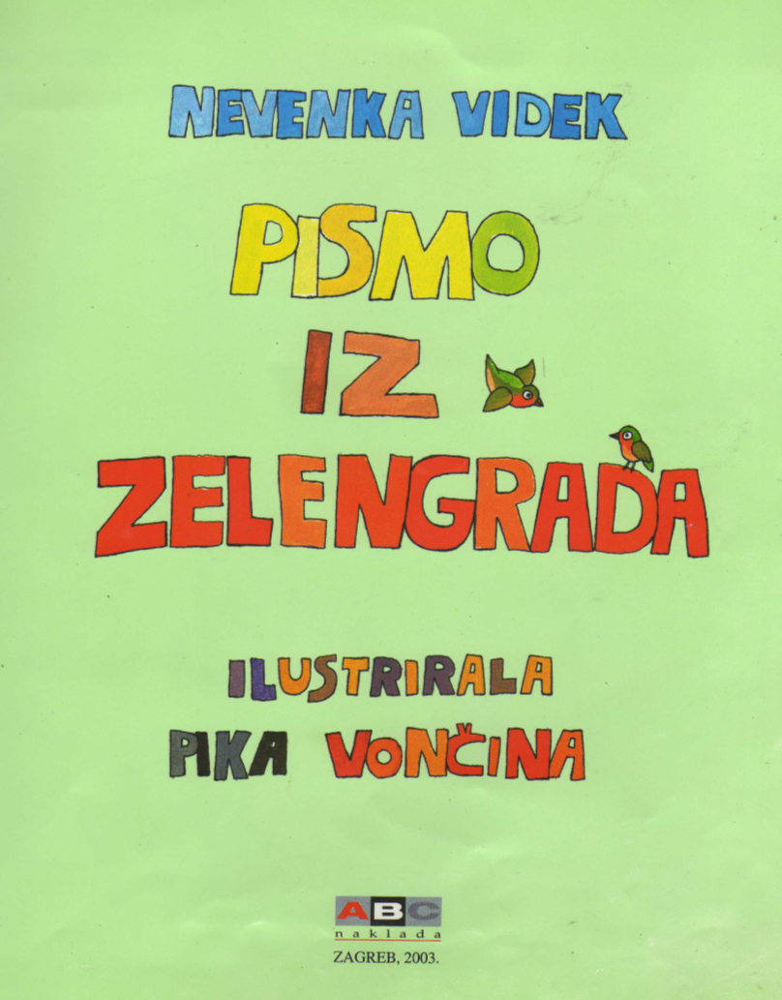 NEVENKA VIDEK
PISMO
IZ
ZELENGRADA
ILUSTRIRALA
PIKA VONČINA
ABC
naklada
ZAGREB, 2003.